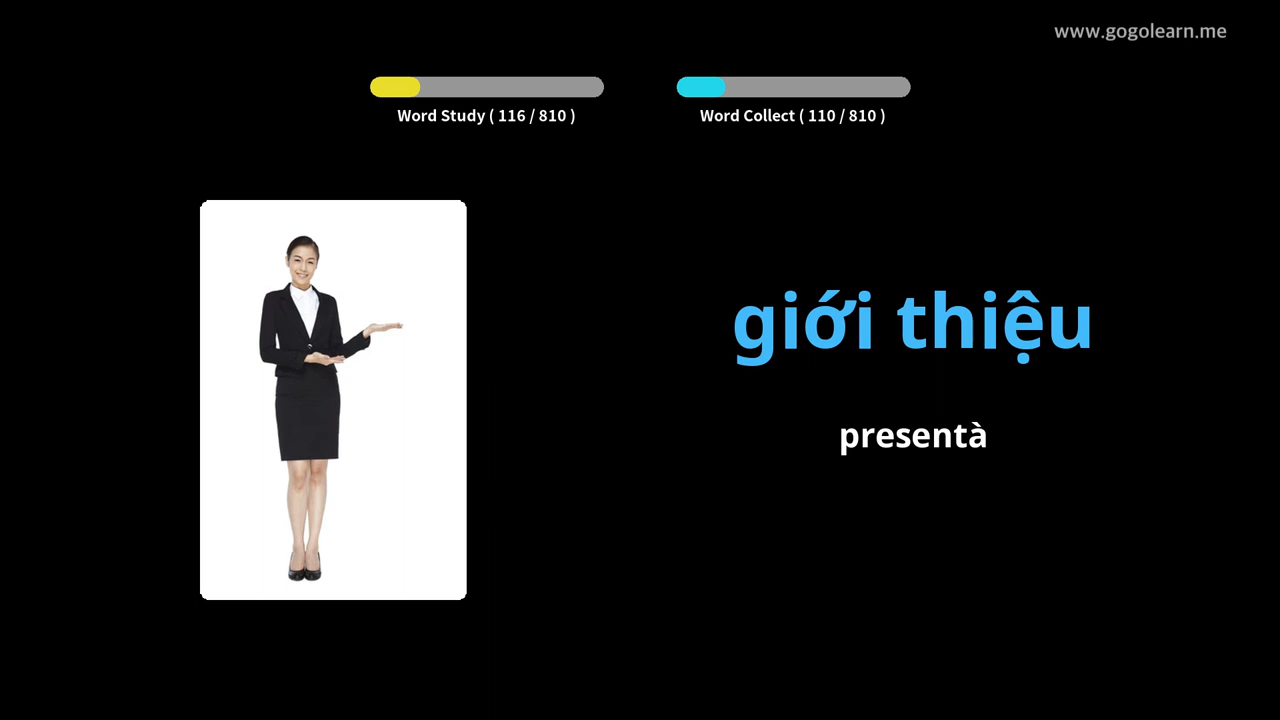 www.gogolearn.me
Word Study ( 116 / 810 )
Word Collect ( 110 / 810 )
giới thiệu
presentà